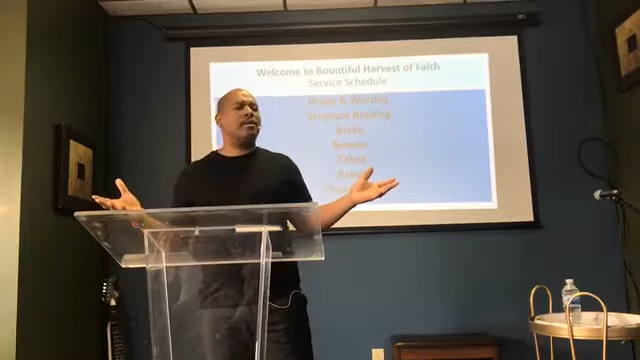 Welcome to Bountiful Harvest of Faith
Service Schedule
Praise & Worship
Scripture Reading
Break
Sermon
Tithes